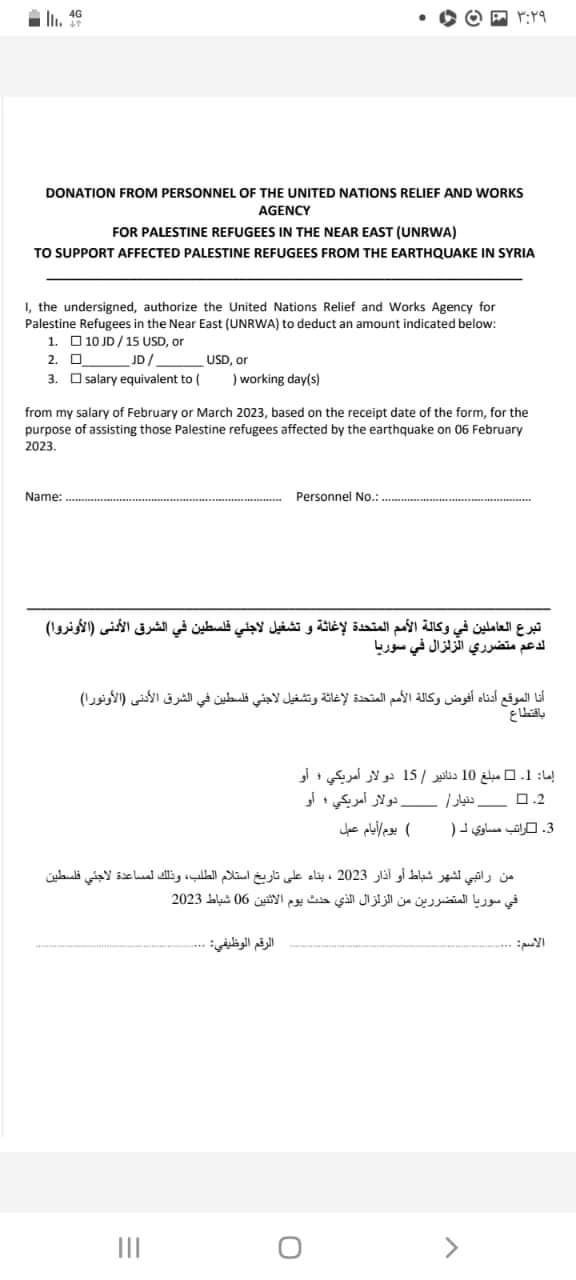 4G
٣:٢٩
DONATION FROM PERSONNEL OF THE UNITED NATIONS RELIEF AND WORKS
AGENCY
FOR PALESTINE REFUGEES IN THE NEAR EAST (UNRWA)
TO SUPPORT AFFECTED PALESTINE REFUGEES FROM THE EARTHQUAKE IN SYRIA
I, the undersigned, authorize the United Nations Relief and Works Agency for
Palestine Refugees in the Near East (UNRWA) to deduct an amount indicated below:
1. ☐ 10 JD / 15 USD, or
2. ☐_______ JD /_______ USD, or
3. ☐ salary equivalent to ( ) working day(s)
from my salary of February or March 2023, based on the receipt date of the form, for the
purpose of assisting those Palestine refugees affected by the earthquake on 06 February
2023.
Name: ........................................ Personnel No.: ........................................
تبرع العاملين في وكالة الأمم المتحدة لإغاثة و تشغيل لاجئي فلسطين في الشرق الأدنى (الأونروا)
لدعم متضرري الزلزال في سوريا
أنا الموقع أدناه أفوض وكالة الأمم المتحدة لإغاثة وتشغيل لاجئي فلسطين في الشرق الأدنى (الأونورا)
باقتطاع
إما: 1. ☐ مبلغ 10 دنانير / 15 دولار أمريكي ؛ أو
2. ☐ ____ دنيار/ _____ دولار أمريكي ؛ أو
3. ☐راتب مساوي لـ ( ) يوم/أيام عمل
من راتبي لشهر شباط أو آذار 2023 ، بناء على تاريخ استلام الطلب، وذلك لمساعدة لاجئي فلسطين
في سوريا المتضررين من الزلزال الذي حدث يوم الاثنين 06 شباط 2023
الاسم: ........................................ الرقم الوظيفي: ........................................